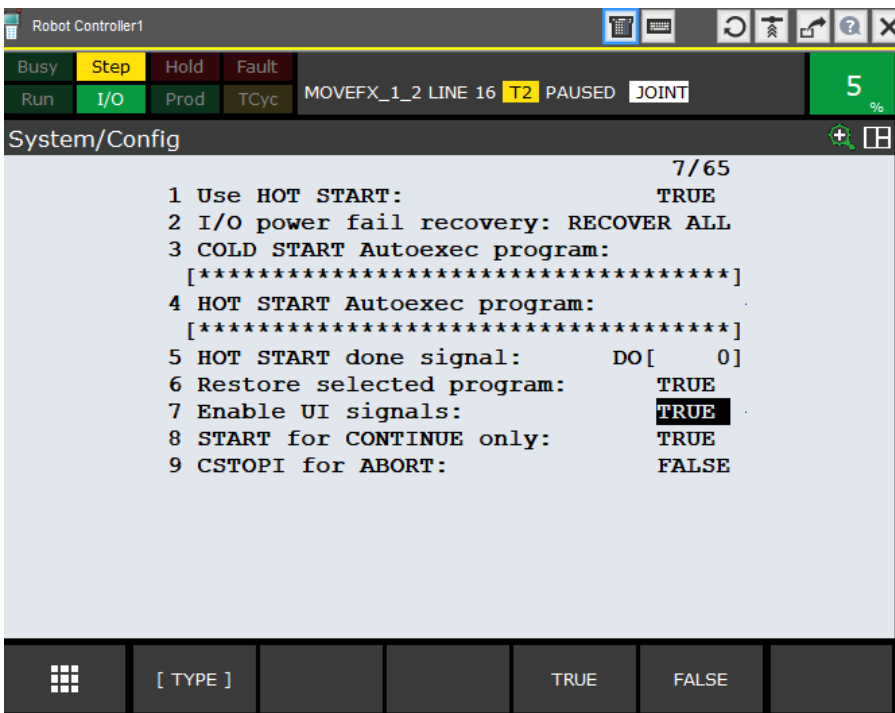 Robot Controller1
Busy Step Hold Fault
Run I/O Prod TCyc MOVEFX_1_2 LINE 16 T2 PAUSED JOINT 5 %
System/Config
7/65
1 Use HOT START: TRUE
2 I/O power fail recovery: RECOVER ALL
3 COLD START Autoexec program:
[*************************************]
4 HOT START Autoexec program:
[*************************************]
5 HOT START done signal: DO[ 0]
6 Restore selected program: TRUE
7 Enable UI signals: TRUE
8 START for CONTINUE only: TRUE
9 CSTOPI for ABORT: FALSE
[ TYPE ] TRUE FALSE